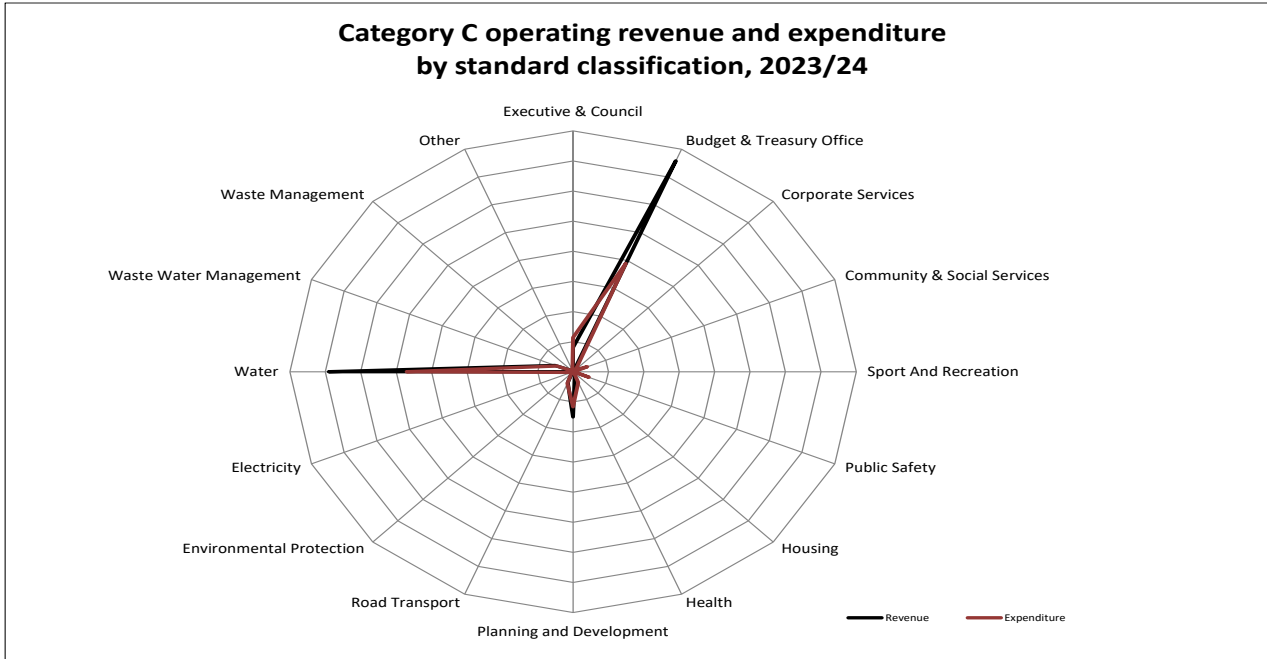 Category C operating revenue and expenditure
by standard classification, 2023/24
Executive & Council
Budget & Treasury Office
Corporate Services
Community & Social Services
Sport And Recreation
Public Safety
Housing
Health
Planning and Development
Road Transport
Environmental Protection
Electricity
Water
Waste Water Management
Waste Management
Other
Revenue
Expenditure